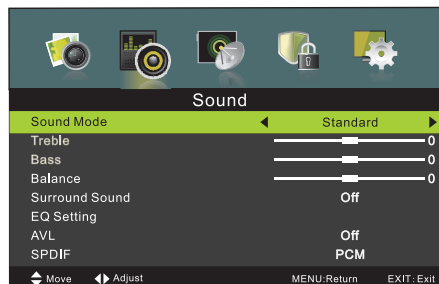 Sound
Sound Mode Standard
Treble 0
Bass 0
Balance 0
Surround Sound Off
EQ Setting
AVL Off
SPDIF PCM
Move Adjust MENU:Return EXIT:Exit